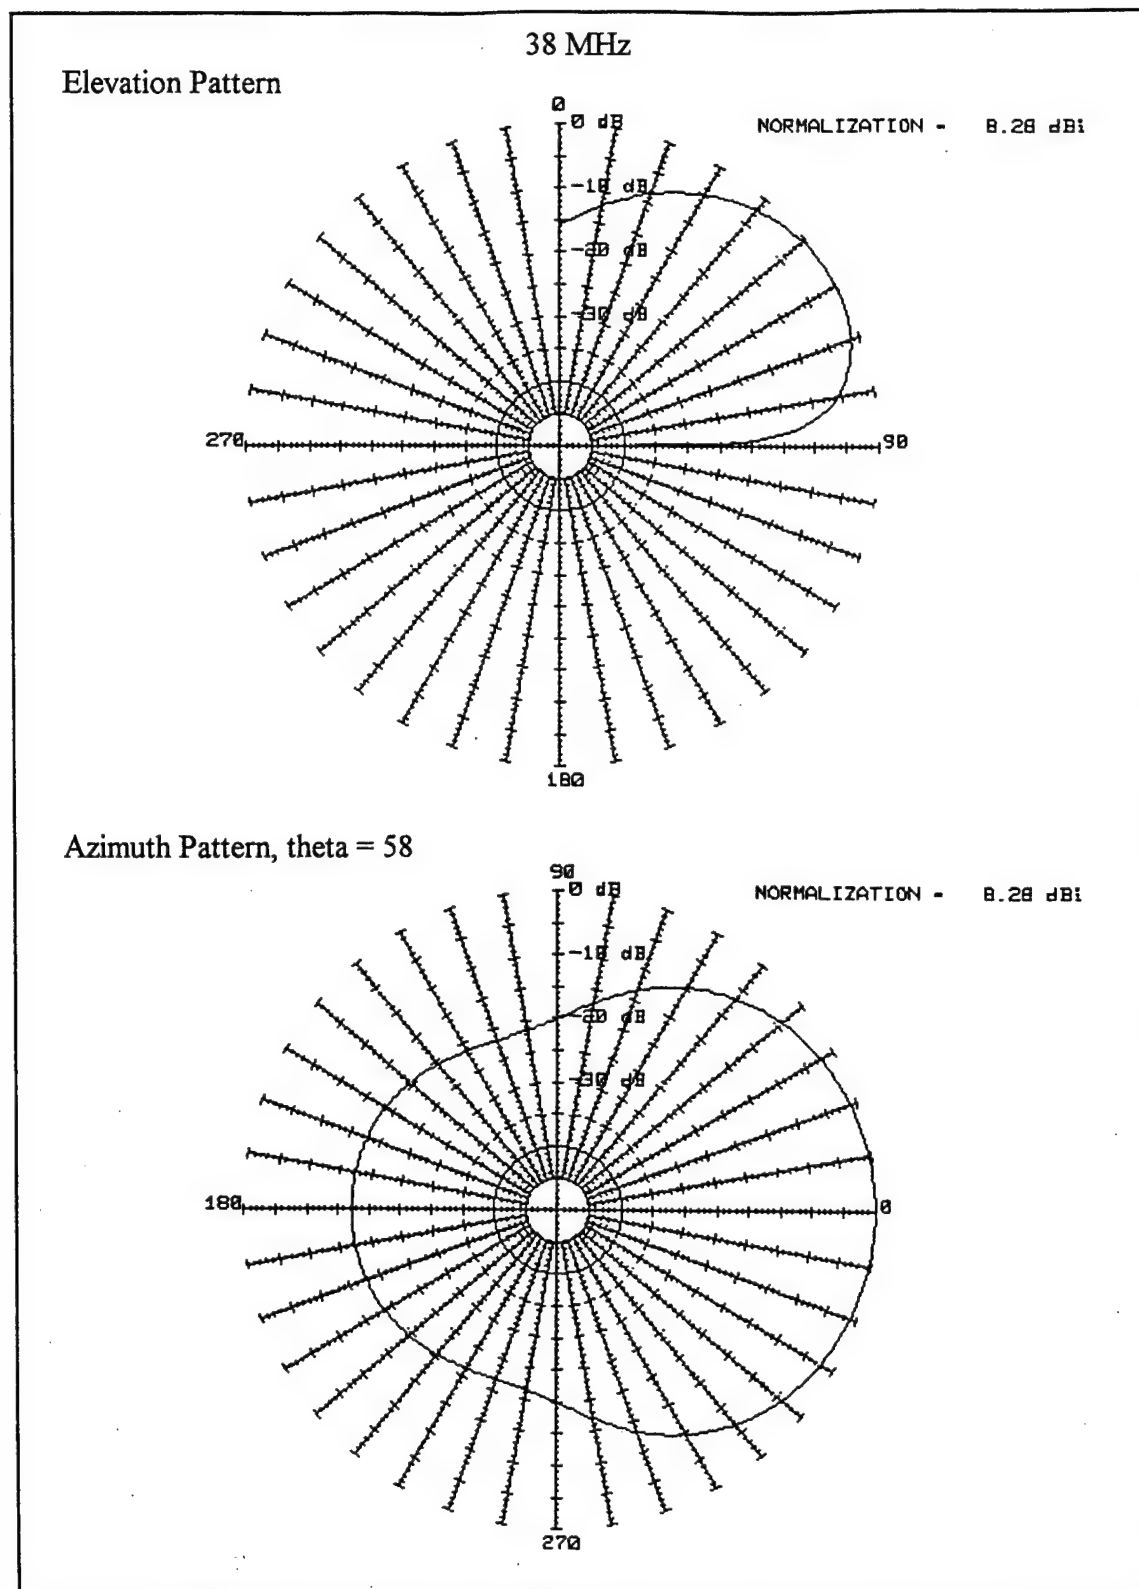 38 MHz
Elevation Pattern
0
0 dB
NORMALIZATION - 8.28 dBi
-10 dB
-20 dB
-30 dB
270
90
180
Azimuth Pattern, theta = 58
90
0 dB
NORMALIZATION - 8.28 dBi
-10 dB
-20 dB
-30 dB
180
0
270